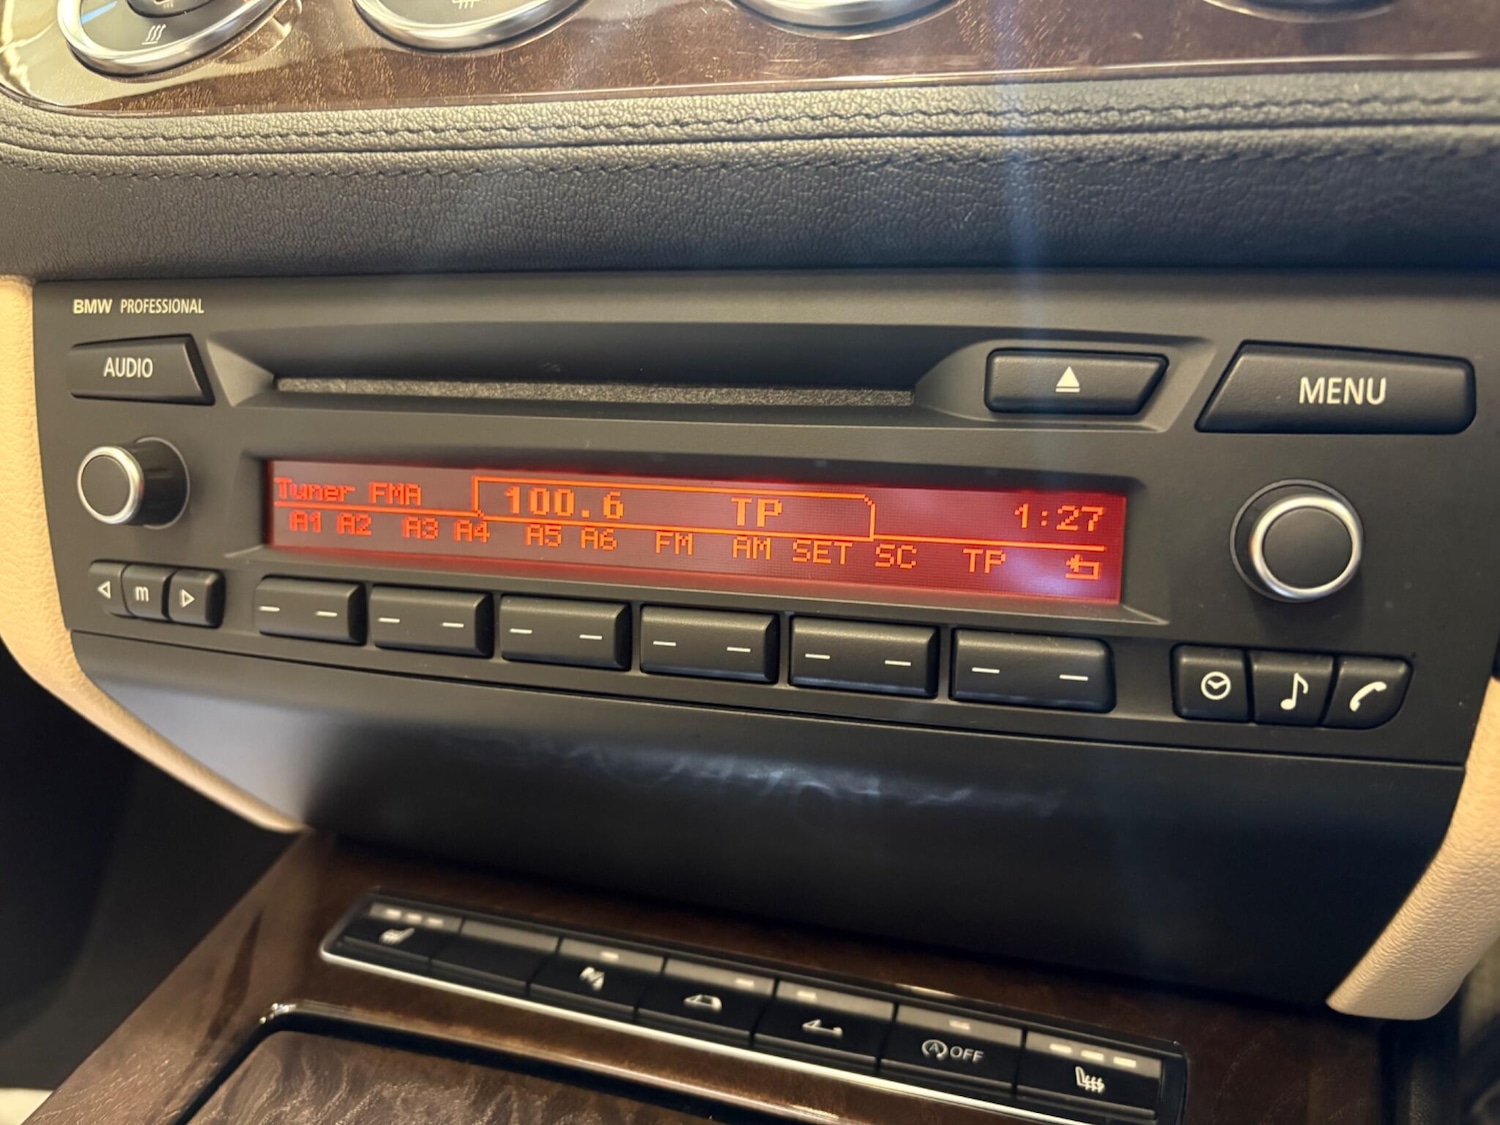 BMW PROFESSIONAL
AUDIO
MENU
Tuner FMA 100.6 TP 1:27
A1 A2 A3 A4 A5 A6 FM AM SET SC TP
m
A OFF